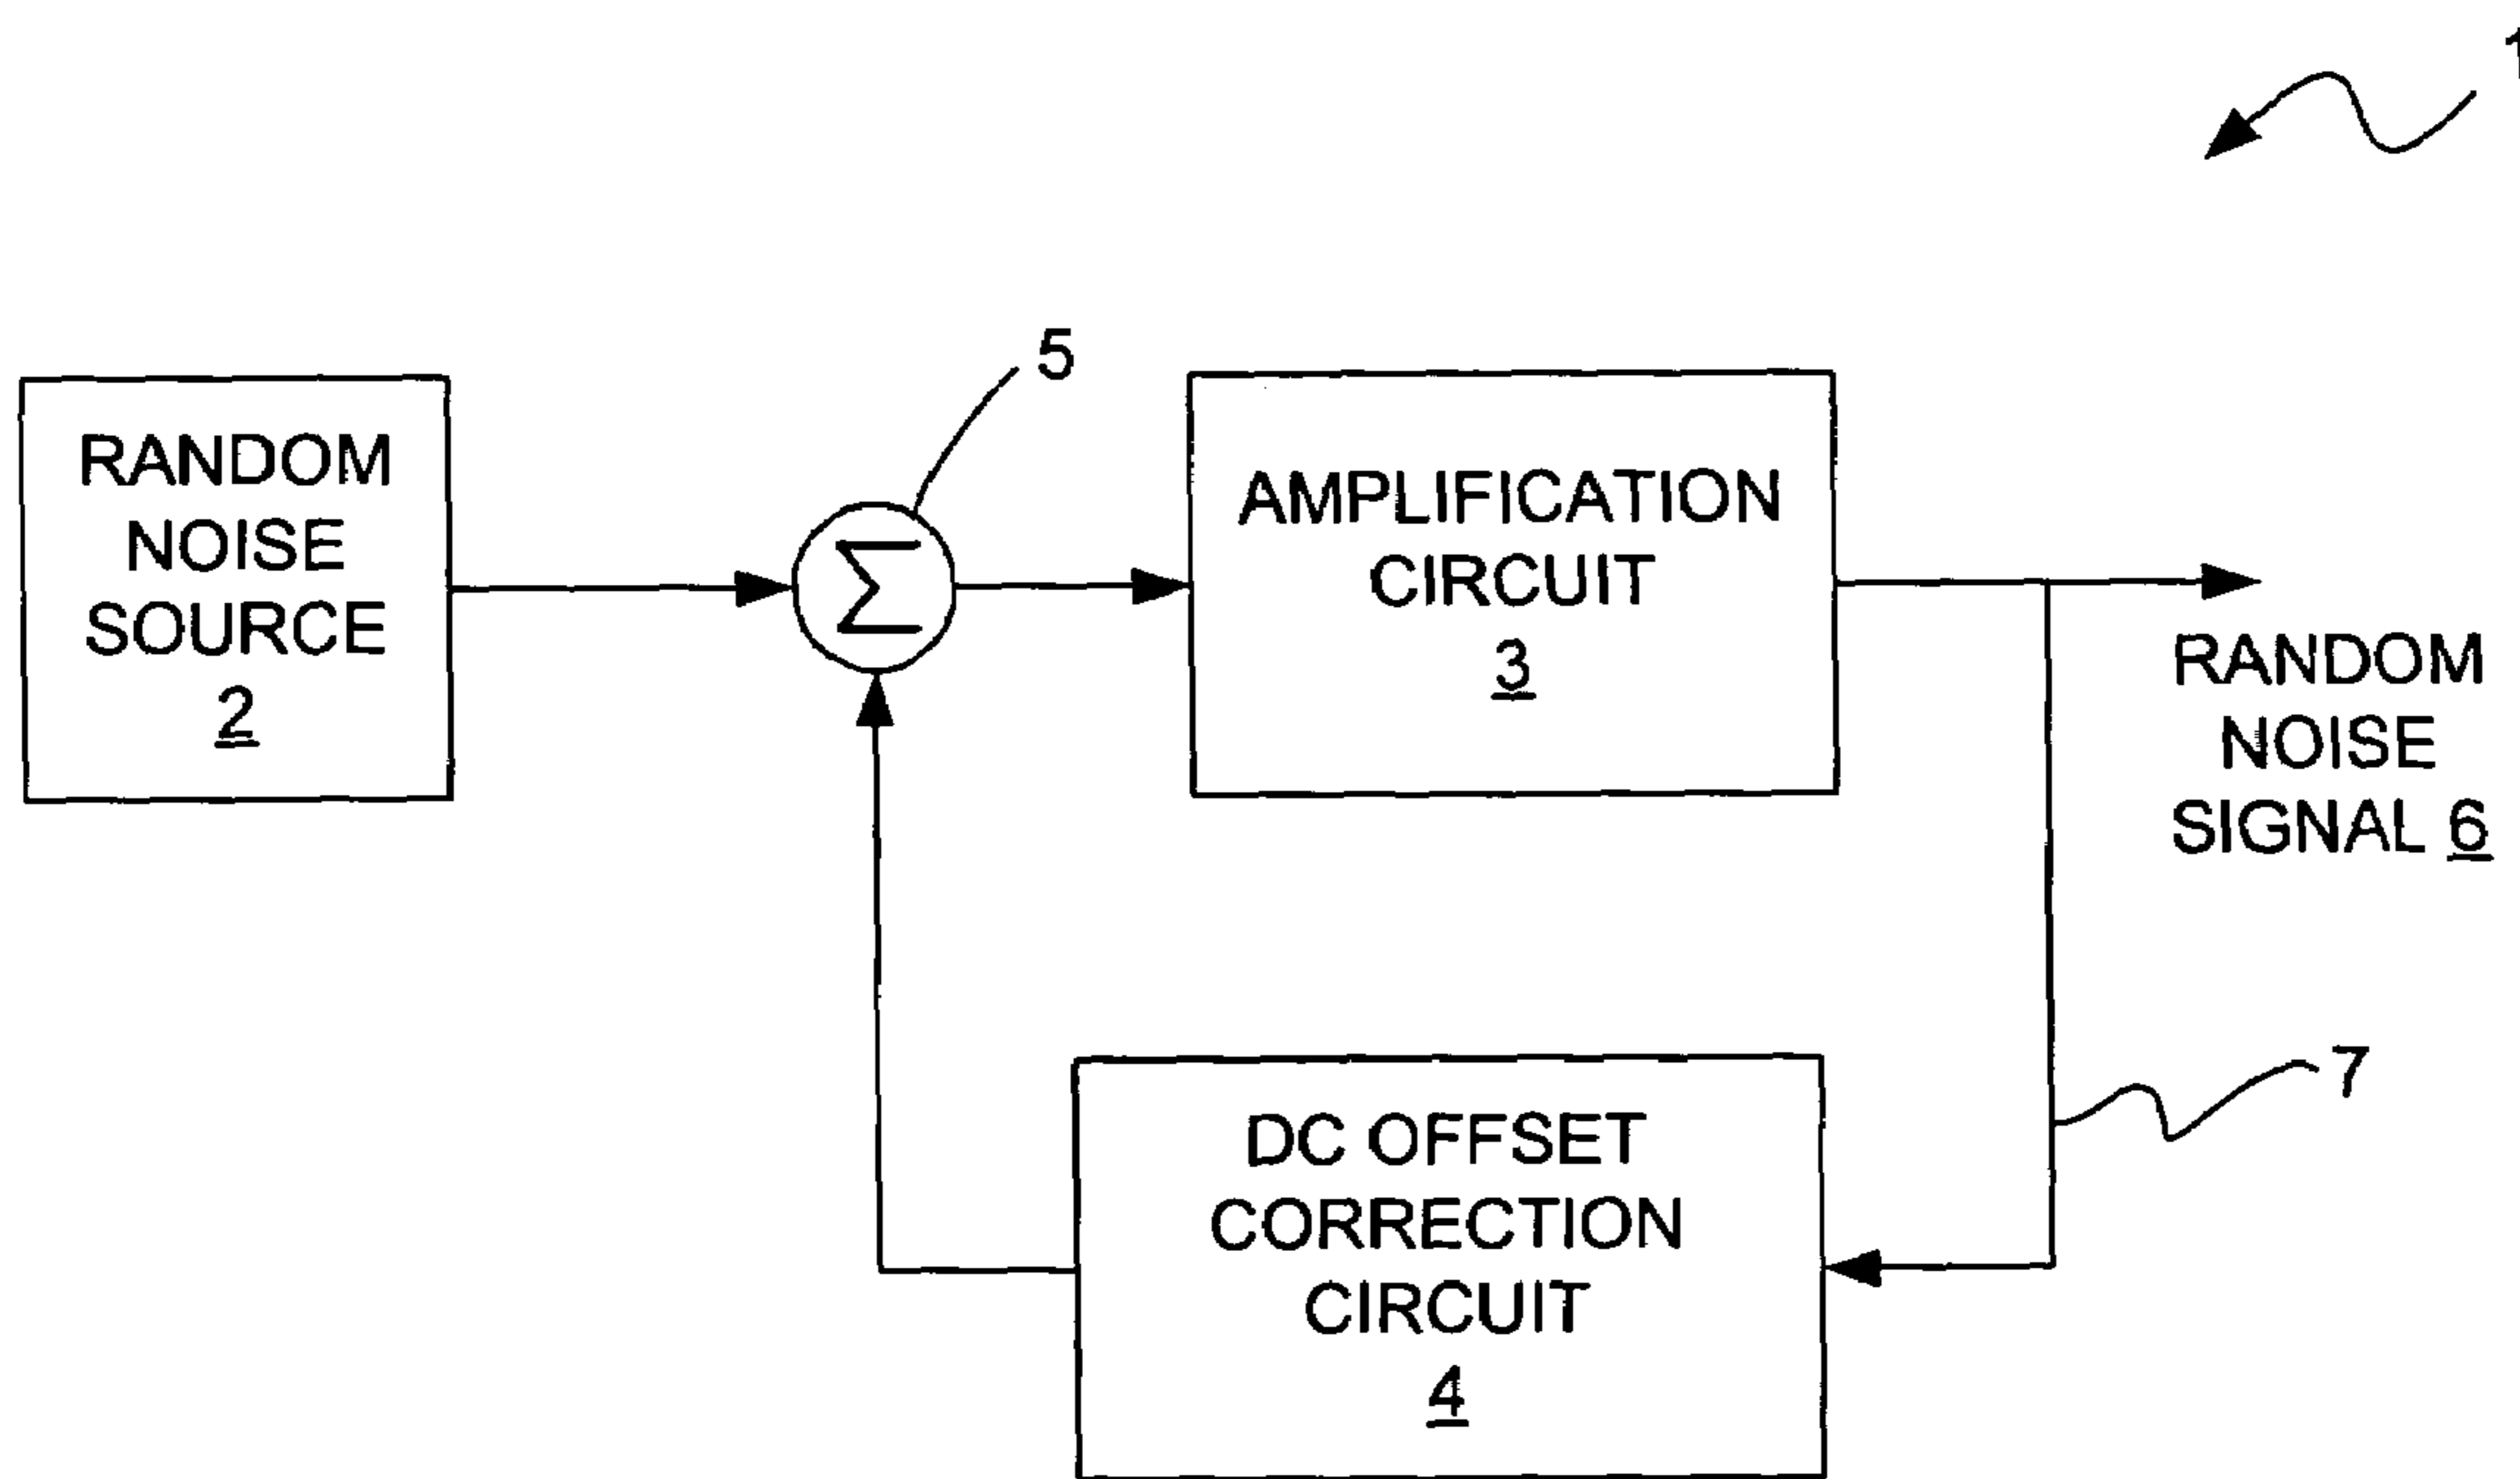 1
5
RANDOM
NOISE
SOURCE
2
Σ
AMPLIFICATION
CIRCUIT
3
RANDOM
NOISE
SIGNAL 6
7
DC OFFSET
CORRECTION
CIRCUIT
4